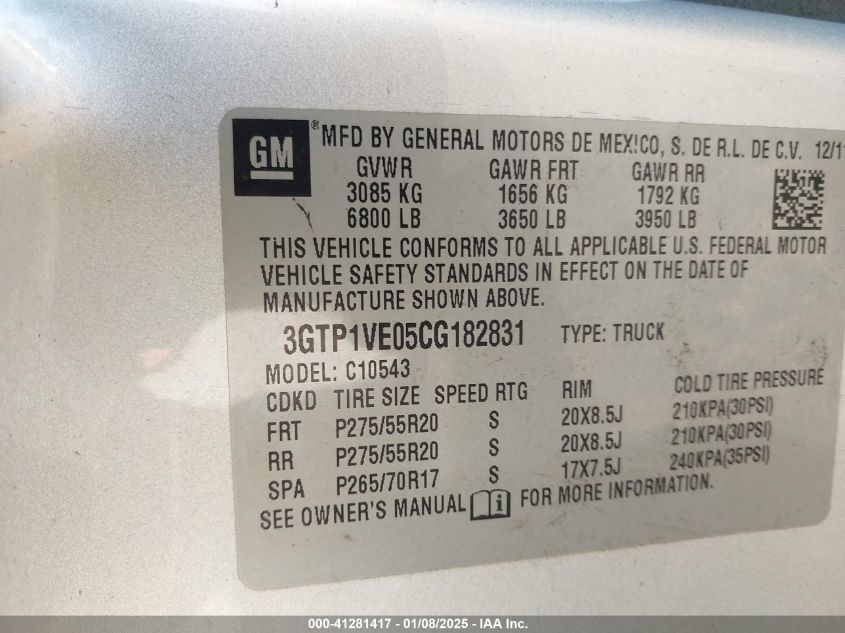 GM ® MFD BY GENERAL MOTORS DE MEXICO, S. DE R.L. DE C.V. 12/11
GVWR GAWR FRT GAWR RR
3085 KG 1656 KG 1792 KG
6800 LB 3650 LB 3950 LB
THIS VEHICLE CONFORMS TO ALL APPLICABLE U.S. FEDERAL MOTOR
VEHICLE SAFETY STANDARDS IN EFFECT ON THE DATE OF
MANUFACTURE SHOWN ABOVE.
3GTP1VE05CG182831 TYPE: TRUCK
MODEL: C10543
CDKD TIRE SIZE SPEED RTG RIM COLD TIRE PRESSURE
FRT P275/55R20 S 20X8.5J 210KPA(30PSI)
RR P275/55R20 S 20X8.5J 210KPA(30PSI)
SPA P265/70R17 S 17X7.5J 240KPA(35PSI)
SEE OWNER'S MANUAL i FOR MORE INFORMATION.
000-41281417 - 01/08/2025 - IAA Inc.